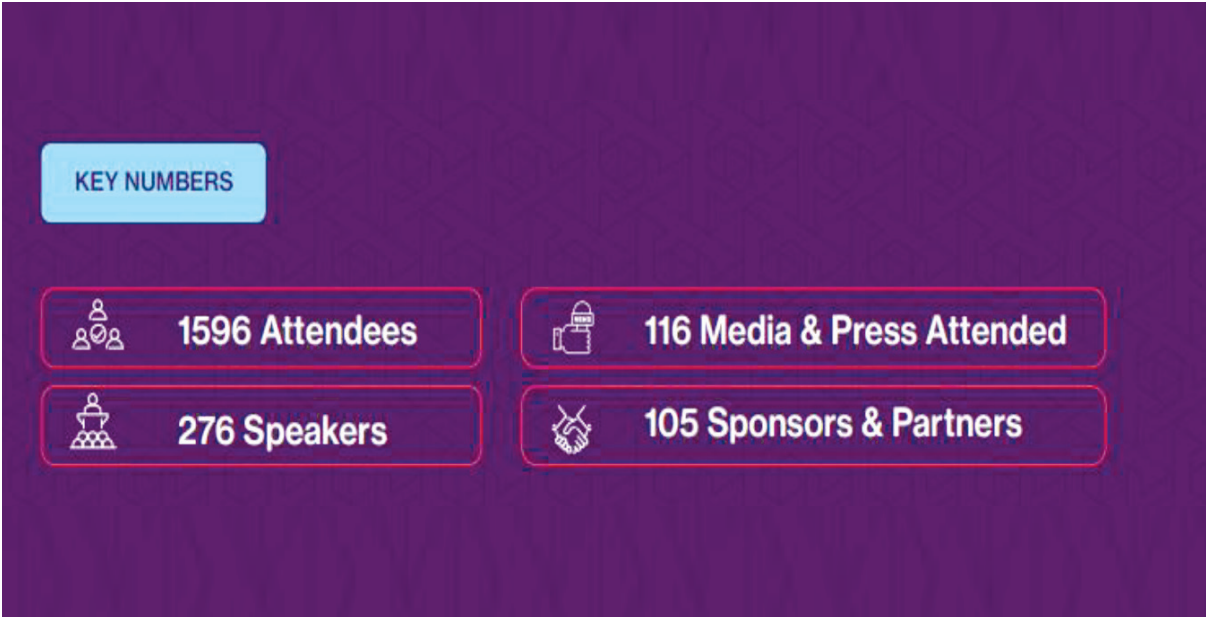 KEY NUMBERS
1596 Attendees
116 Media & Press Attended
276 Speakers
105 Sponsors & Partners